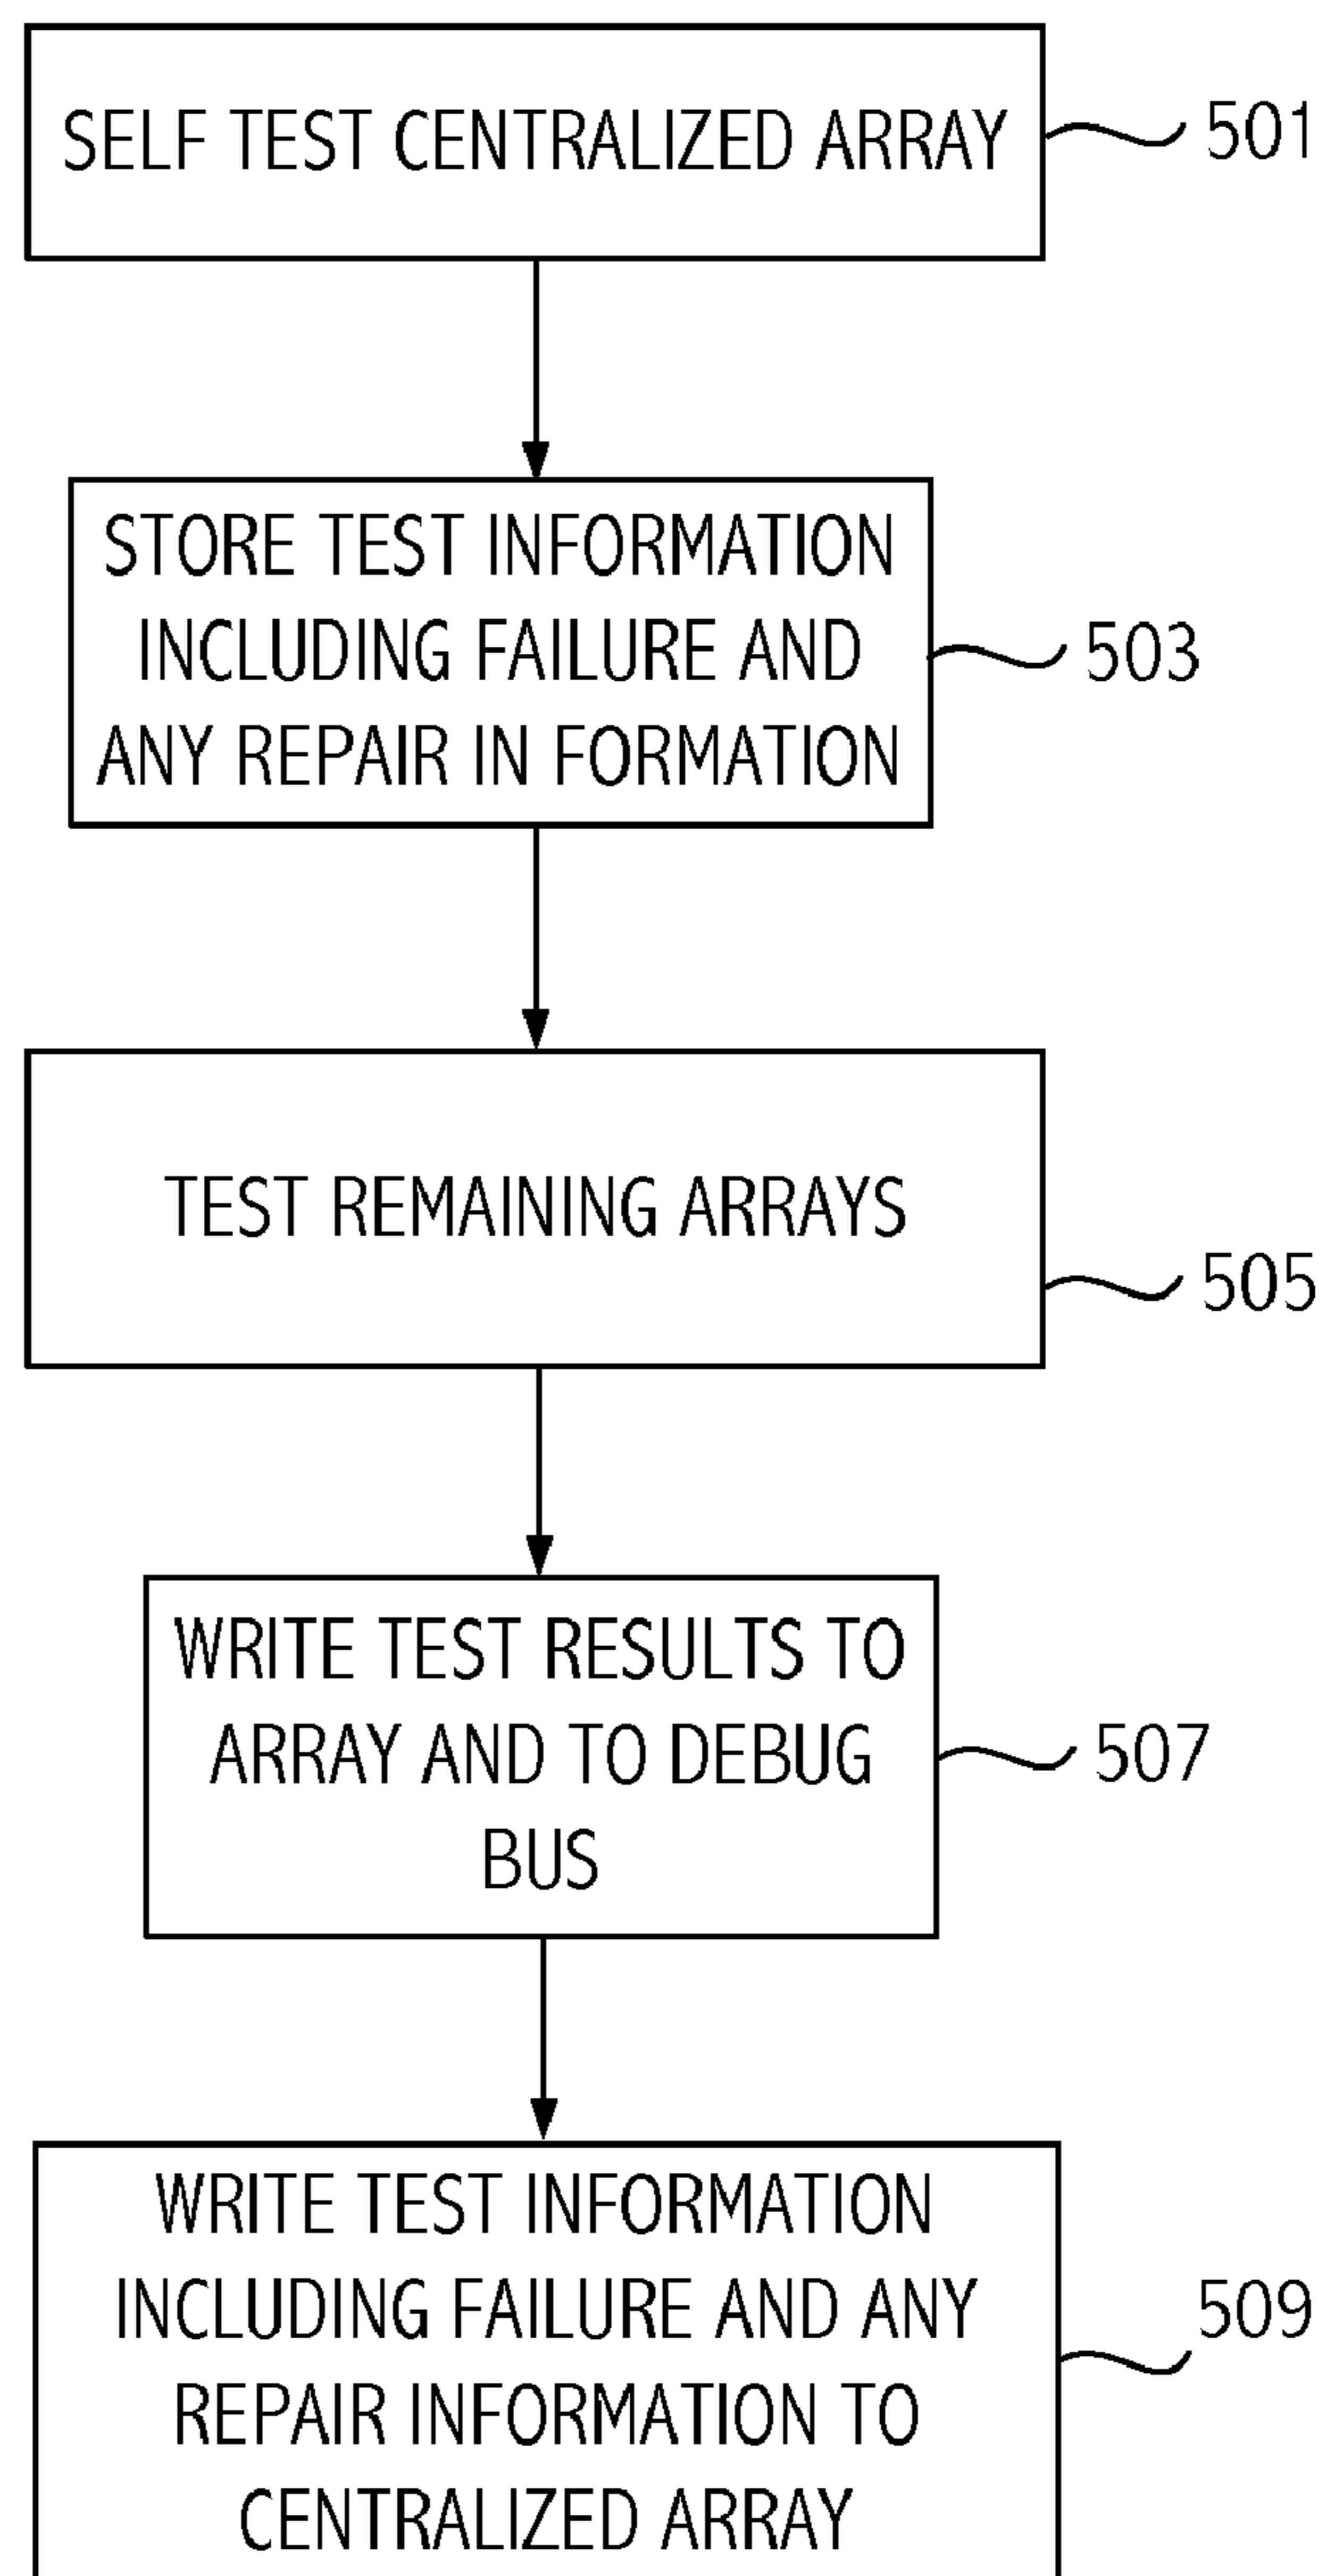 SELF TEST CENTRALIZED ARRAY
501
STORE TEST INFORMATION
INCLUDING FAILURE AND
ANY REPAIR IN FORMATION
503
TEST REMAINING ARRAYS
505
WRITE TEST RESULTS TO
ARRAY AND TO DEBUG
BUS
507
WRITE TEST INFORMATION
INCLUDING FAILURE AND ANY
REPAIR INFORMATION TO
CENTRALIZED ARRAY
509